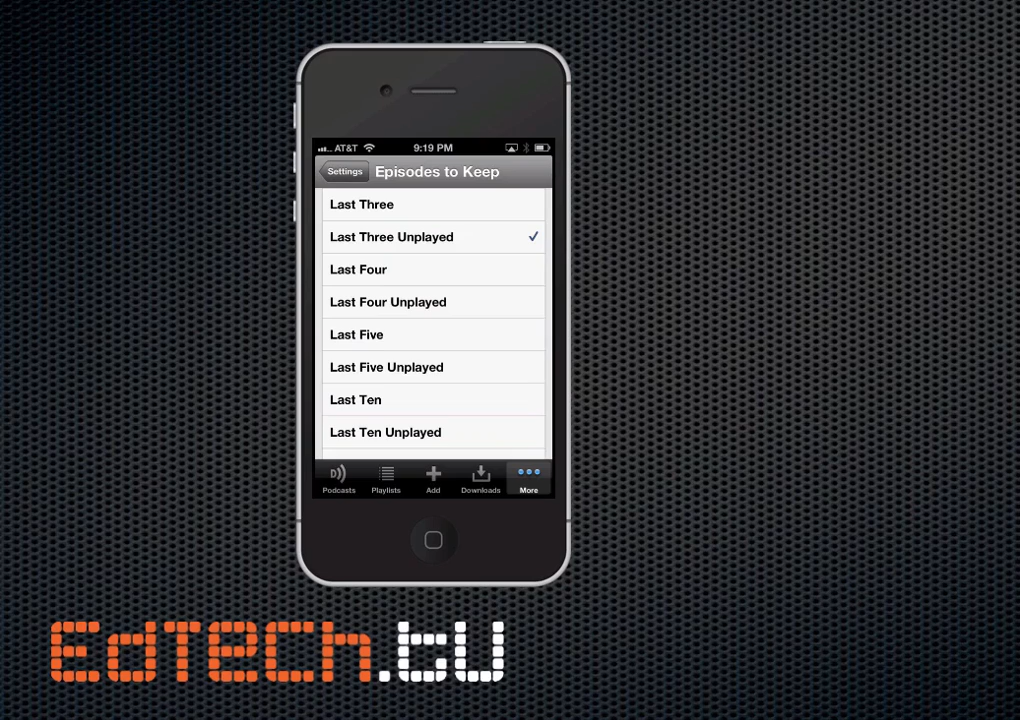 AT&T 9:19 PM
Settings Episodes to Keep
Last Three
Last Three Unplayed
Last Four
Last Four Unplayed
Last Five
Last Five Unplayed
Last Ten
Last Ten Unplayed
Podcasts Playlists Add Downloads More
EdTech.tU